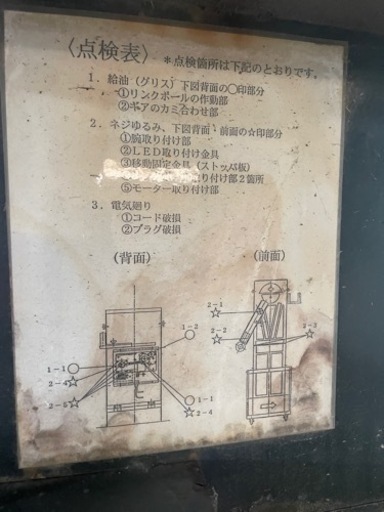 〈点検表〉 *点検箇所は下記のとおりです。
1. 給油（グリス）下図背面の◯印部分
①リンクボールの作動部
②ギアのカミ合わせ部
2. ネジゆるみ、下図背面・前面の☆印部分
①腕取り付け部
②LED取り付け金具
③移動固定金具（ストッパ板）
り付け部2箇所
⑤モーター取り付け部
3. 電気廻り
①コード破損
②プラグ破損
（背面） （前面）
2-1☆
1-2
2-2
☆
1-1◯
2-4☆
2-5☆
◯1-1
☆2-4